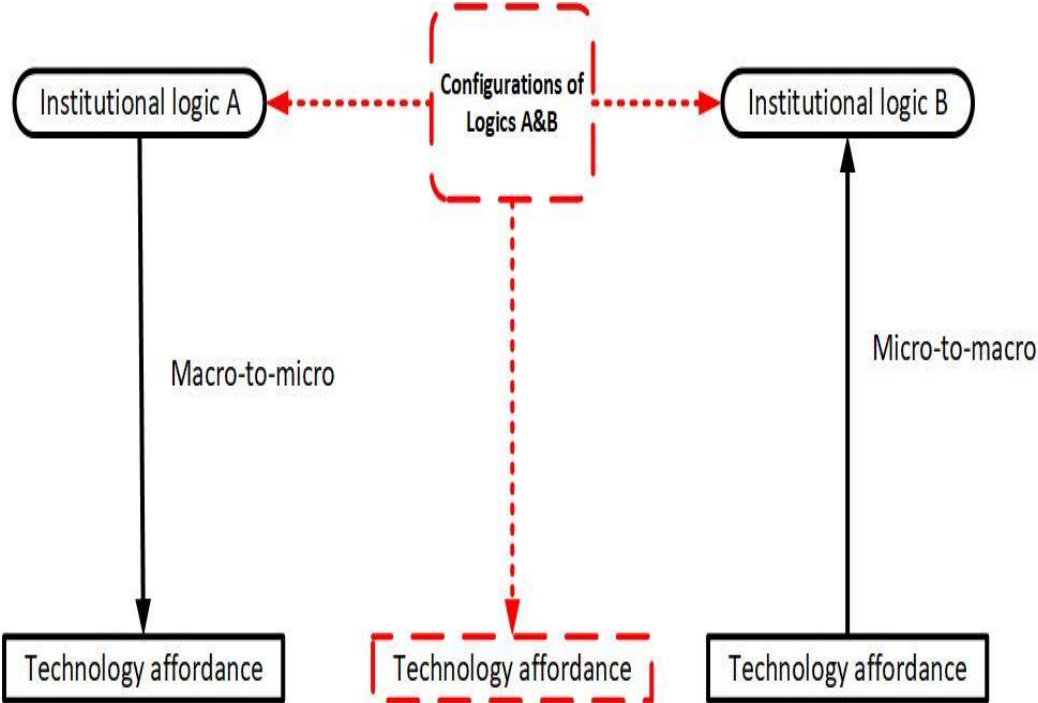 Institutional logic A
Configurations of
Logics A&B
Institutional logic B
Macro-to-micro
Micro-to-macro
Technology affordance
Technology affordance
Technology affordance